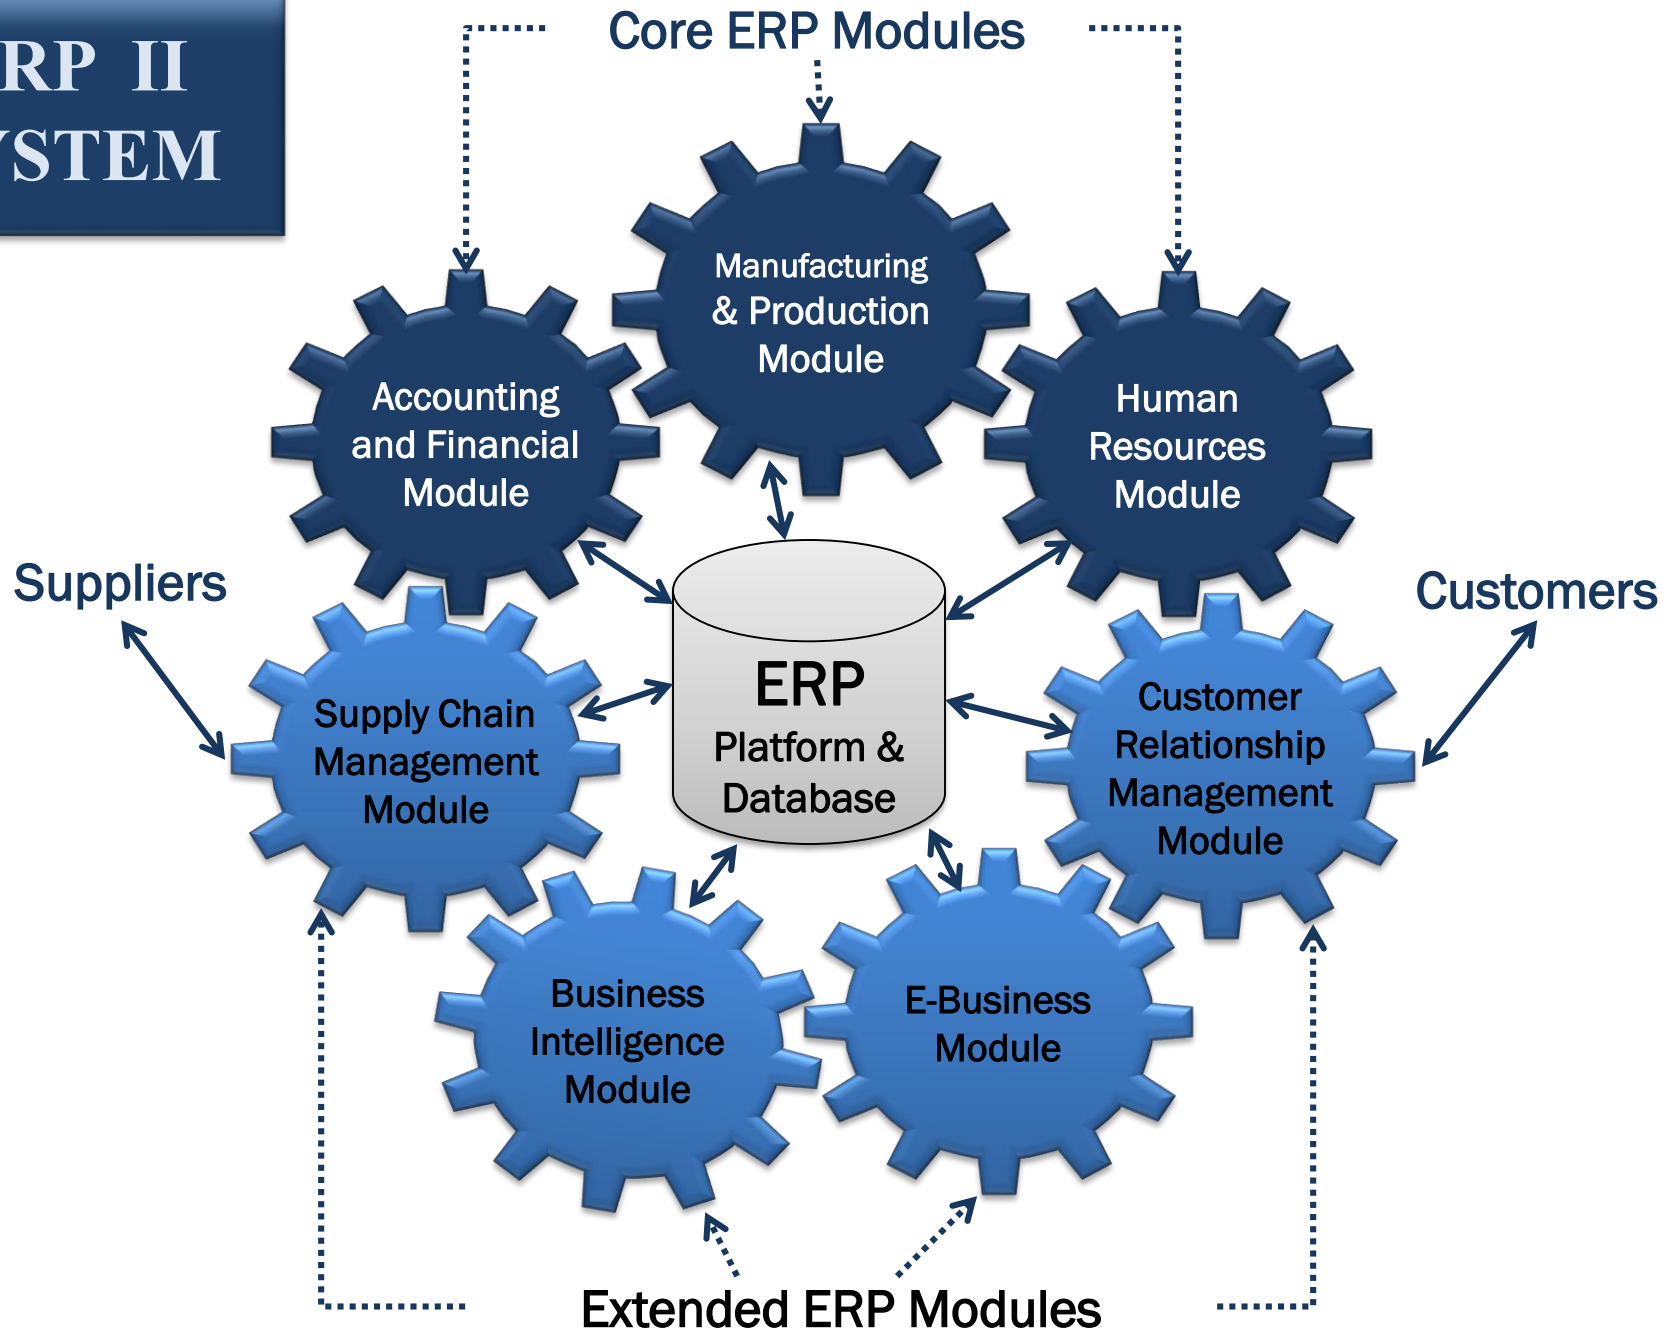 RP II
YSTEM
Core ERP Modules
Manufacturing
& Production
Module
Accounting
and Financial
Module
Human
Resources
Module
Suppliers
Customers
ERP
Platform &
Database
Supply Chain
Management
Module
Customer
Relationship
Management
Module
Business
Intelligence
Module
E-Business
Module
Extended ERP Modules